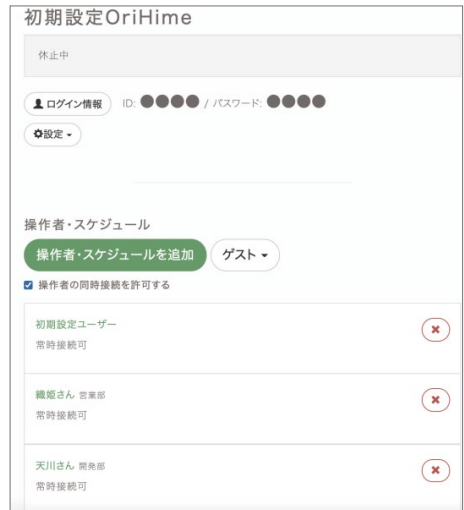 初期設定OriHime
休止中
ログイン情報 ID: ●●●● / パスワード: ●●●●
設定
操作者・スケジュール
操作者・スケジュールを追加 ゲスト
操作者の同時接続を許可する
初期設定ユーザー
常時接続可
織姫さん 営業部
常時接続可
天川さん 開発部
常時接続可